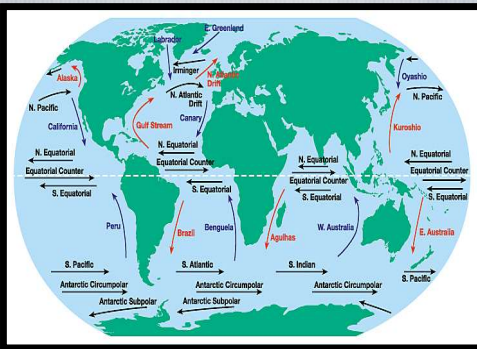 E. Greenland
Labrador
Irminger
Alaska
N. Atlantic
Drift
Oyashio
N. Pacific
N. Atlantic
Drift
N. Pacific
California
Gulf Stream
Canary
Kuroshio
N. Equatorial
N. Equatorial
N. Equatorial
N. Equatorial
Equatorial Counter
Equatorial Counter
Equatorial Counter
Equatorial Counter
S. Equatorial
S. Equatorial
S. Equatorial
S. Equatorial
Peru
Brazil
Benguela
Agulhas
W. Australia
E. Australia
S. Pacific
S. Atlantic
S. Indian
S. Pacific
Antarctic Circumpolar
Antarctic Circumpolar
Antarctic Circumpolar
Antarctic Subpolar
Antarctic Subpolar